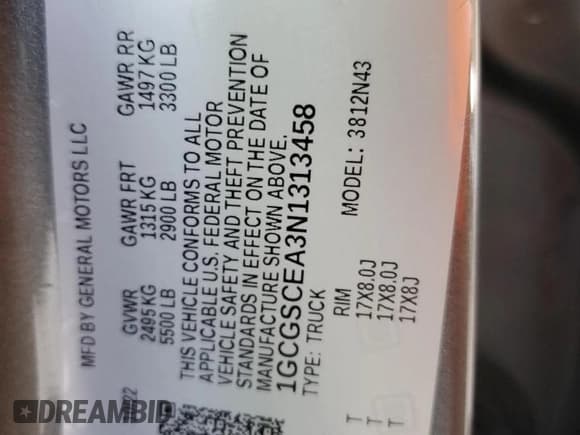 MFD BY GENERAL MOTORS LLC
GVWR GAWR FRT GAWR RR
2495 KG 1315 KG 1497 KG
5500 LB 2900 LB 3300 LB
THIS VEHICLE CONFORMS TO ALL
APPLICABLE U.S. FEDERAL MOTOR
VEHICLE SAFETY AND THEFT PREVENTION
STANDARDS IN EFFECT ON THE DATE OF
MANUFACTURE SHOWN ABOVE.
1GCGSCEA3N1313458
TYPE: TRUCK MODEL: 3812N43
RIM
T 17X8.0J
T 17X8.0J
T 17X8J
DREAMBID